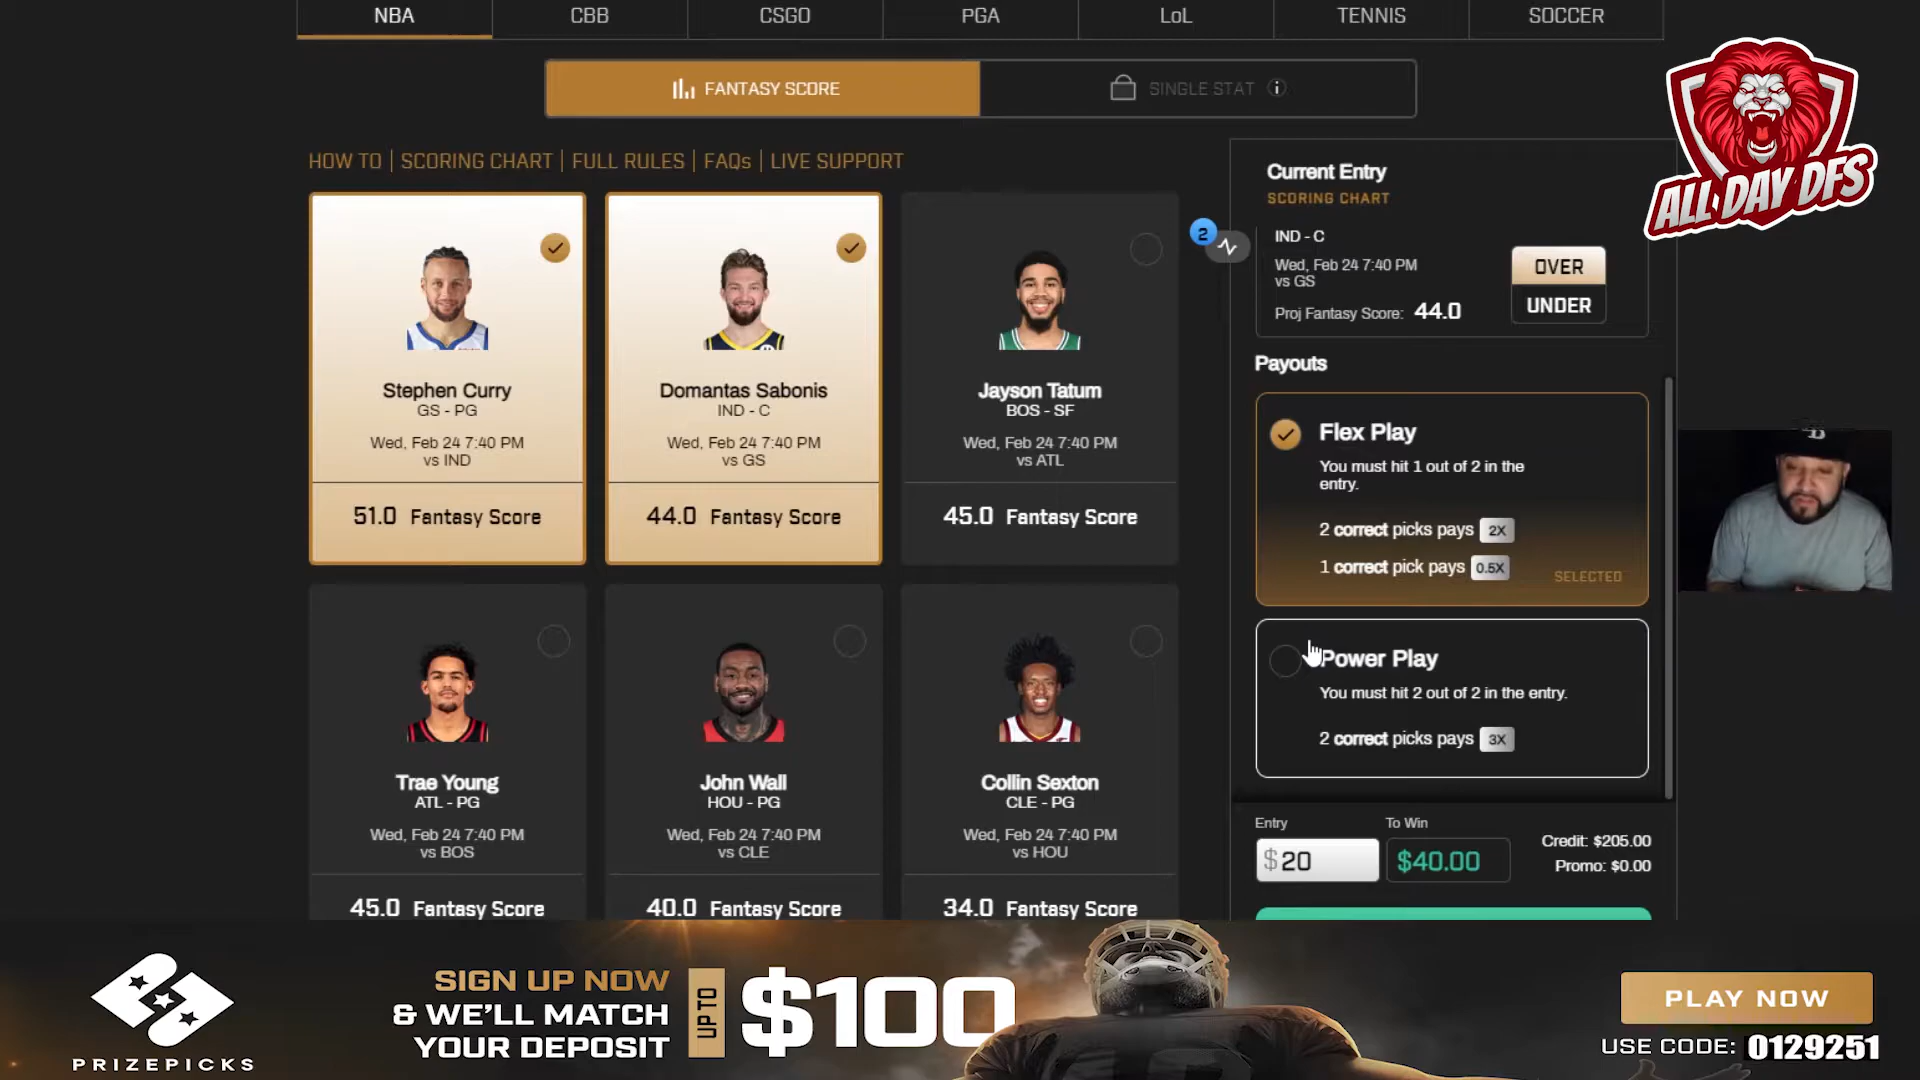 NBA
CBB
CSGO
PGA
LoL
TENNIS
SOCCER
FANTASY SCORE
SINGLE STAT
HOW TO | SCORING CHART | FULL RULES | FAQs | LIVE SUPPORT
Stephen Curry
GS - PG
Wed, Feb 24 7:40 PM
vs IND
51.0 Fantasy Score
Domantas Sabonis
IND - C
Wed, Feb 24 7:40 PM
vs GS
44.0 Fantasy Score
Jayson Tatum
BOS - SF
Wed, Feb 24 7:40 PM
vs ATL
45.0 Fantasy Score
Trae Young
ATL - PG
Wed, Feb 24 7:40 PM
vs BOS
45.0 Fantasy Score
John Wall
HOU - PG
Wed, Feb 24 7:40 PM
vs CLE
40.0 Fantasy Score
Collin Sexton
CLE - PG
Wed, Feb 24 7:40 PM
vs HOU
34.0 Fantasy Score
2
Current Entry
SCORING CHART
IND - C
Wed, Feb 24 7:40 PM
vs GS
Proj Fantasy Score: 44.0
OVER
UNDER
Payouts
Flex Play
You must hit 1 out of 2 in the
entry.
2 correct picks pays 2X
1 correct pick pays 0.5X
SELECTED
Power Play
You must hit 2 out of 2 in the entry.
2 correct picks pays 3X
Entry
To Win
$20
$40.00
Credit: $205.00
Promo: $0.00
ALL DAY DFS
PRIZEPICKS
SIGN UP NOW
& WE'LL MATCH
YOUR DEPOSIT
UP TO
$100
PLAY NOW
USE CODE: 0129251